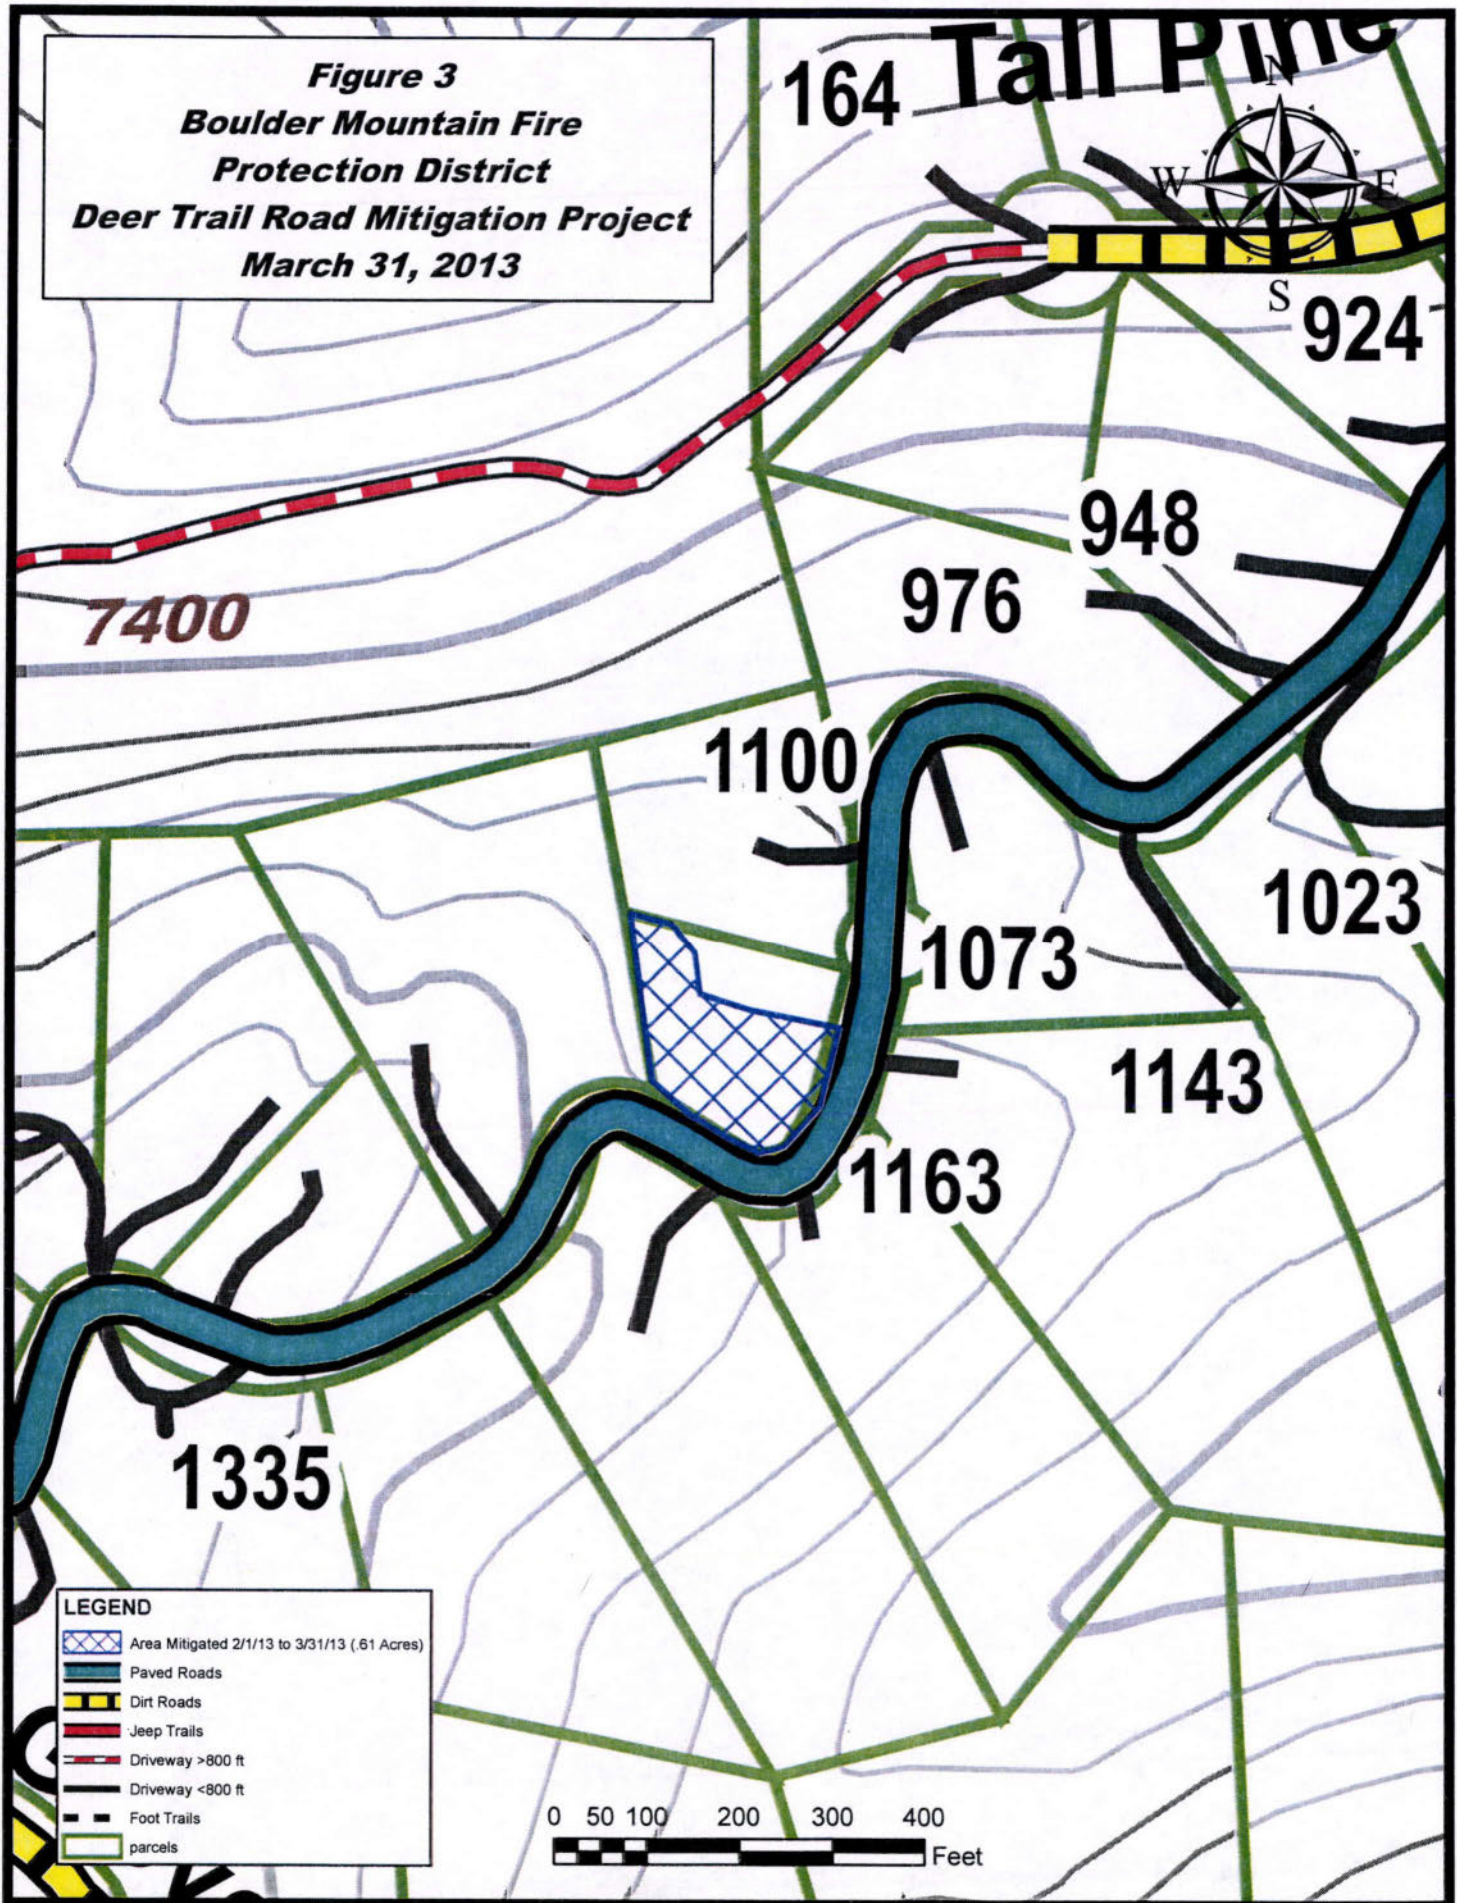 Figure 3
Boulder Mountain Fire
Protection District
Deer Trail Road Mitigation Project
March 31, 2013
Tall Pine
164
N
W
E
S
924
948
976
7400
1100
1023
1073
1143
1163
1335
LEGEND
Area Mitigated 2/1/13 to 3/31/13 (.61 Acres)
Paved Roads
Dirt Roads
Jeep Trails
Driveway >800 ft
Driveway <800 ft
Foot Trails
parcels
0 50 100 200 300 400
Feet